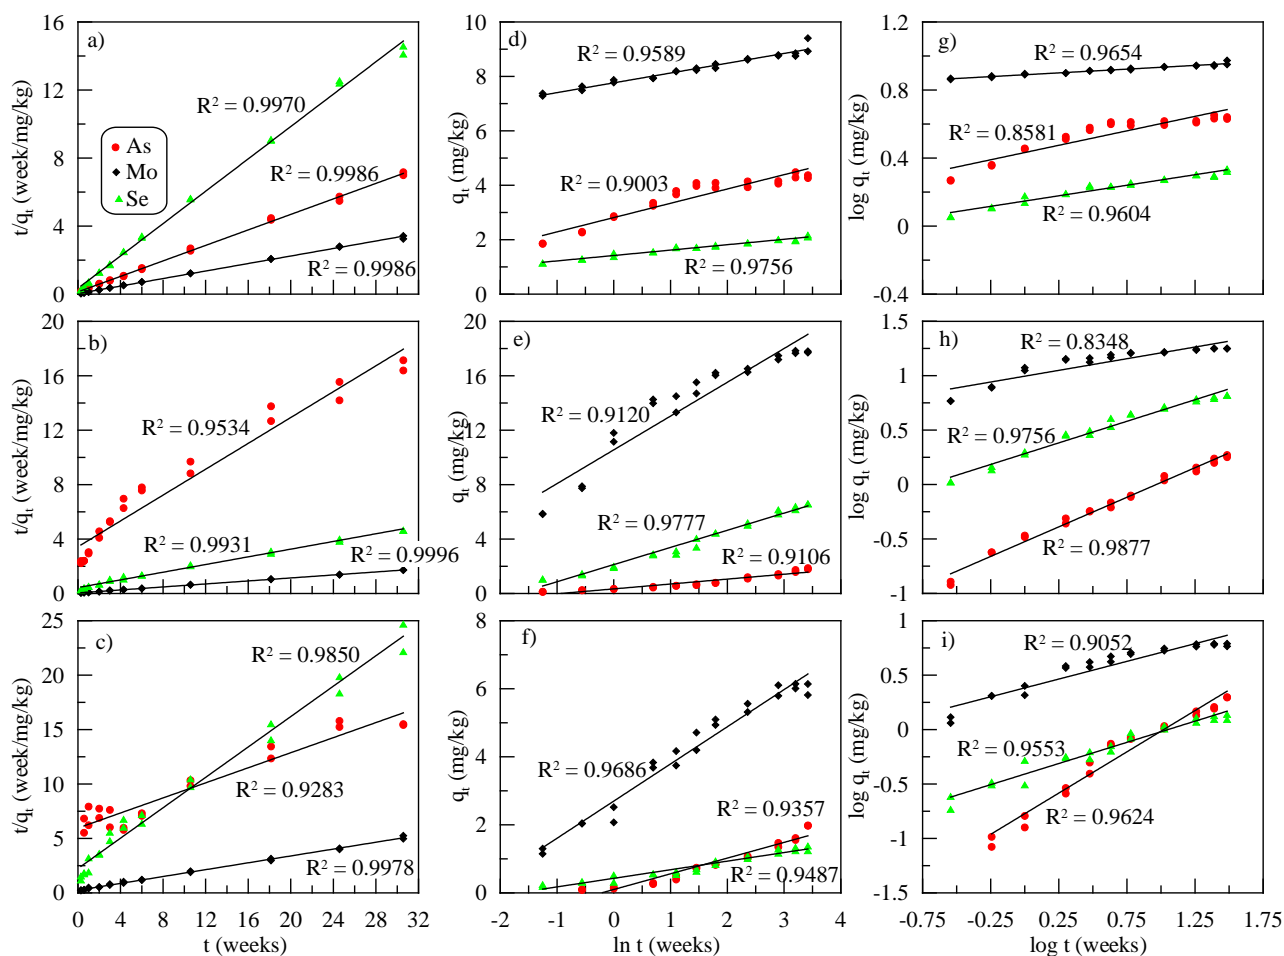 a)
t/qt (week/mg/kg)
16
12
8
4
0
As
Mo
Se
R² = 0.9970
R² = 0.9986
R² = 0.9986
d)
qt (mg/kg)
10
8
6
4
2
0
R² = 0.9589
R² = 0.9003
R² = 0.9756
g)
log qt (mg/kg)
1.2
0.8
0.4
0
-0.4
R² = 0.9654
R² = 0.8581
R² = 0.9604
b)
t/qt (week/mg/kg)
20
16
12
8
4
0
R² = 0.9534
R² = 0.9931
R² = 0.9996
e)
qt (mg/kg)
20
16
12
8
4
0
R² = 0.9120
R² = 0.9777
R² = 0.9106
h)
log qt (mg/kg)
1.5
1
0.5
0
-0.5
-1
R² = 0.8348
R² = 0.9756
R² = 0.9877
c)
t/qt (week/mg/kg)
25
20
15
10
5
0
R² = 0.9850
R² = 0.9283
R² = 0.9978
0 4 8 12 16 20 24 28 32
t (weeks)
f)
qt (mg/kg)
8
6
4
2
0
R² = 0.9686
R² = 0.9357
R² = 0.9487
-1 0 1 2 3 4
ln t (weeks)
i)
log qt (mg/kg)
1
0.5
0
-0.5
-1
-1.5
R² = 0.9052
R² = 0.9553
R² = 0.9624
-0.75 -0.25 0.25 0.75 1.25 1.75
log t (weeks)